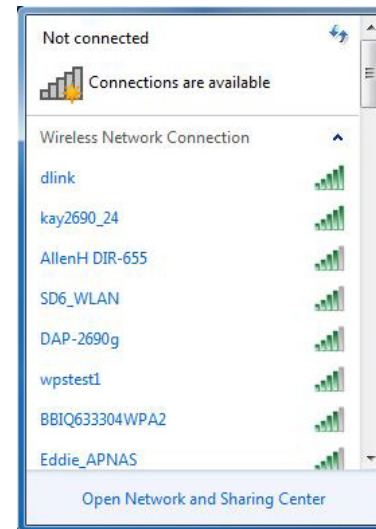 Not connected
Connections are available
Wireless Network Connection
dlink
kay2690_24
AllenH DIR-655
SD6_WLAN
DAP-2690g
wpstest1
BBIQ633304WPA2
Eddie_APNAS
Open Network and Sharing Center